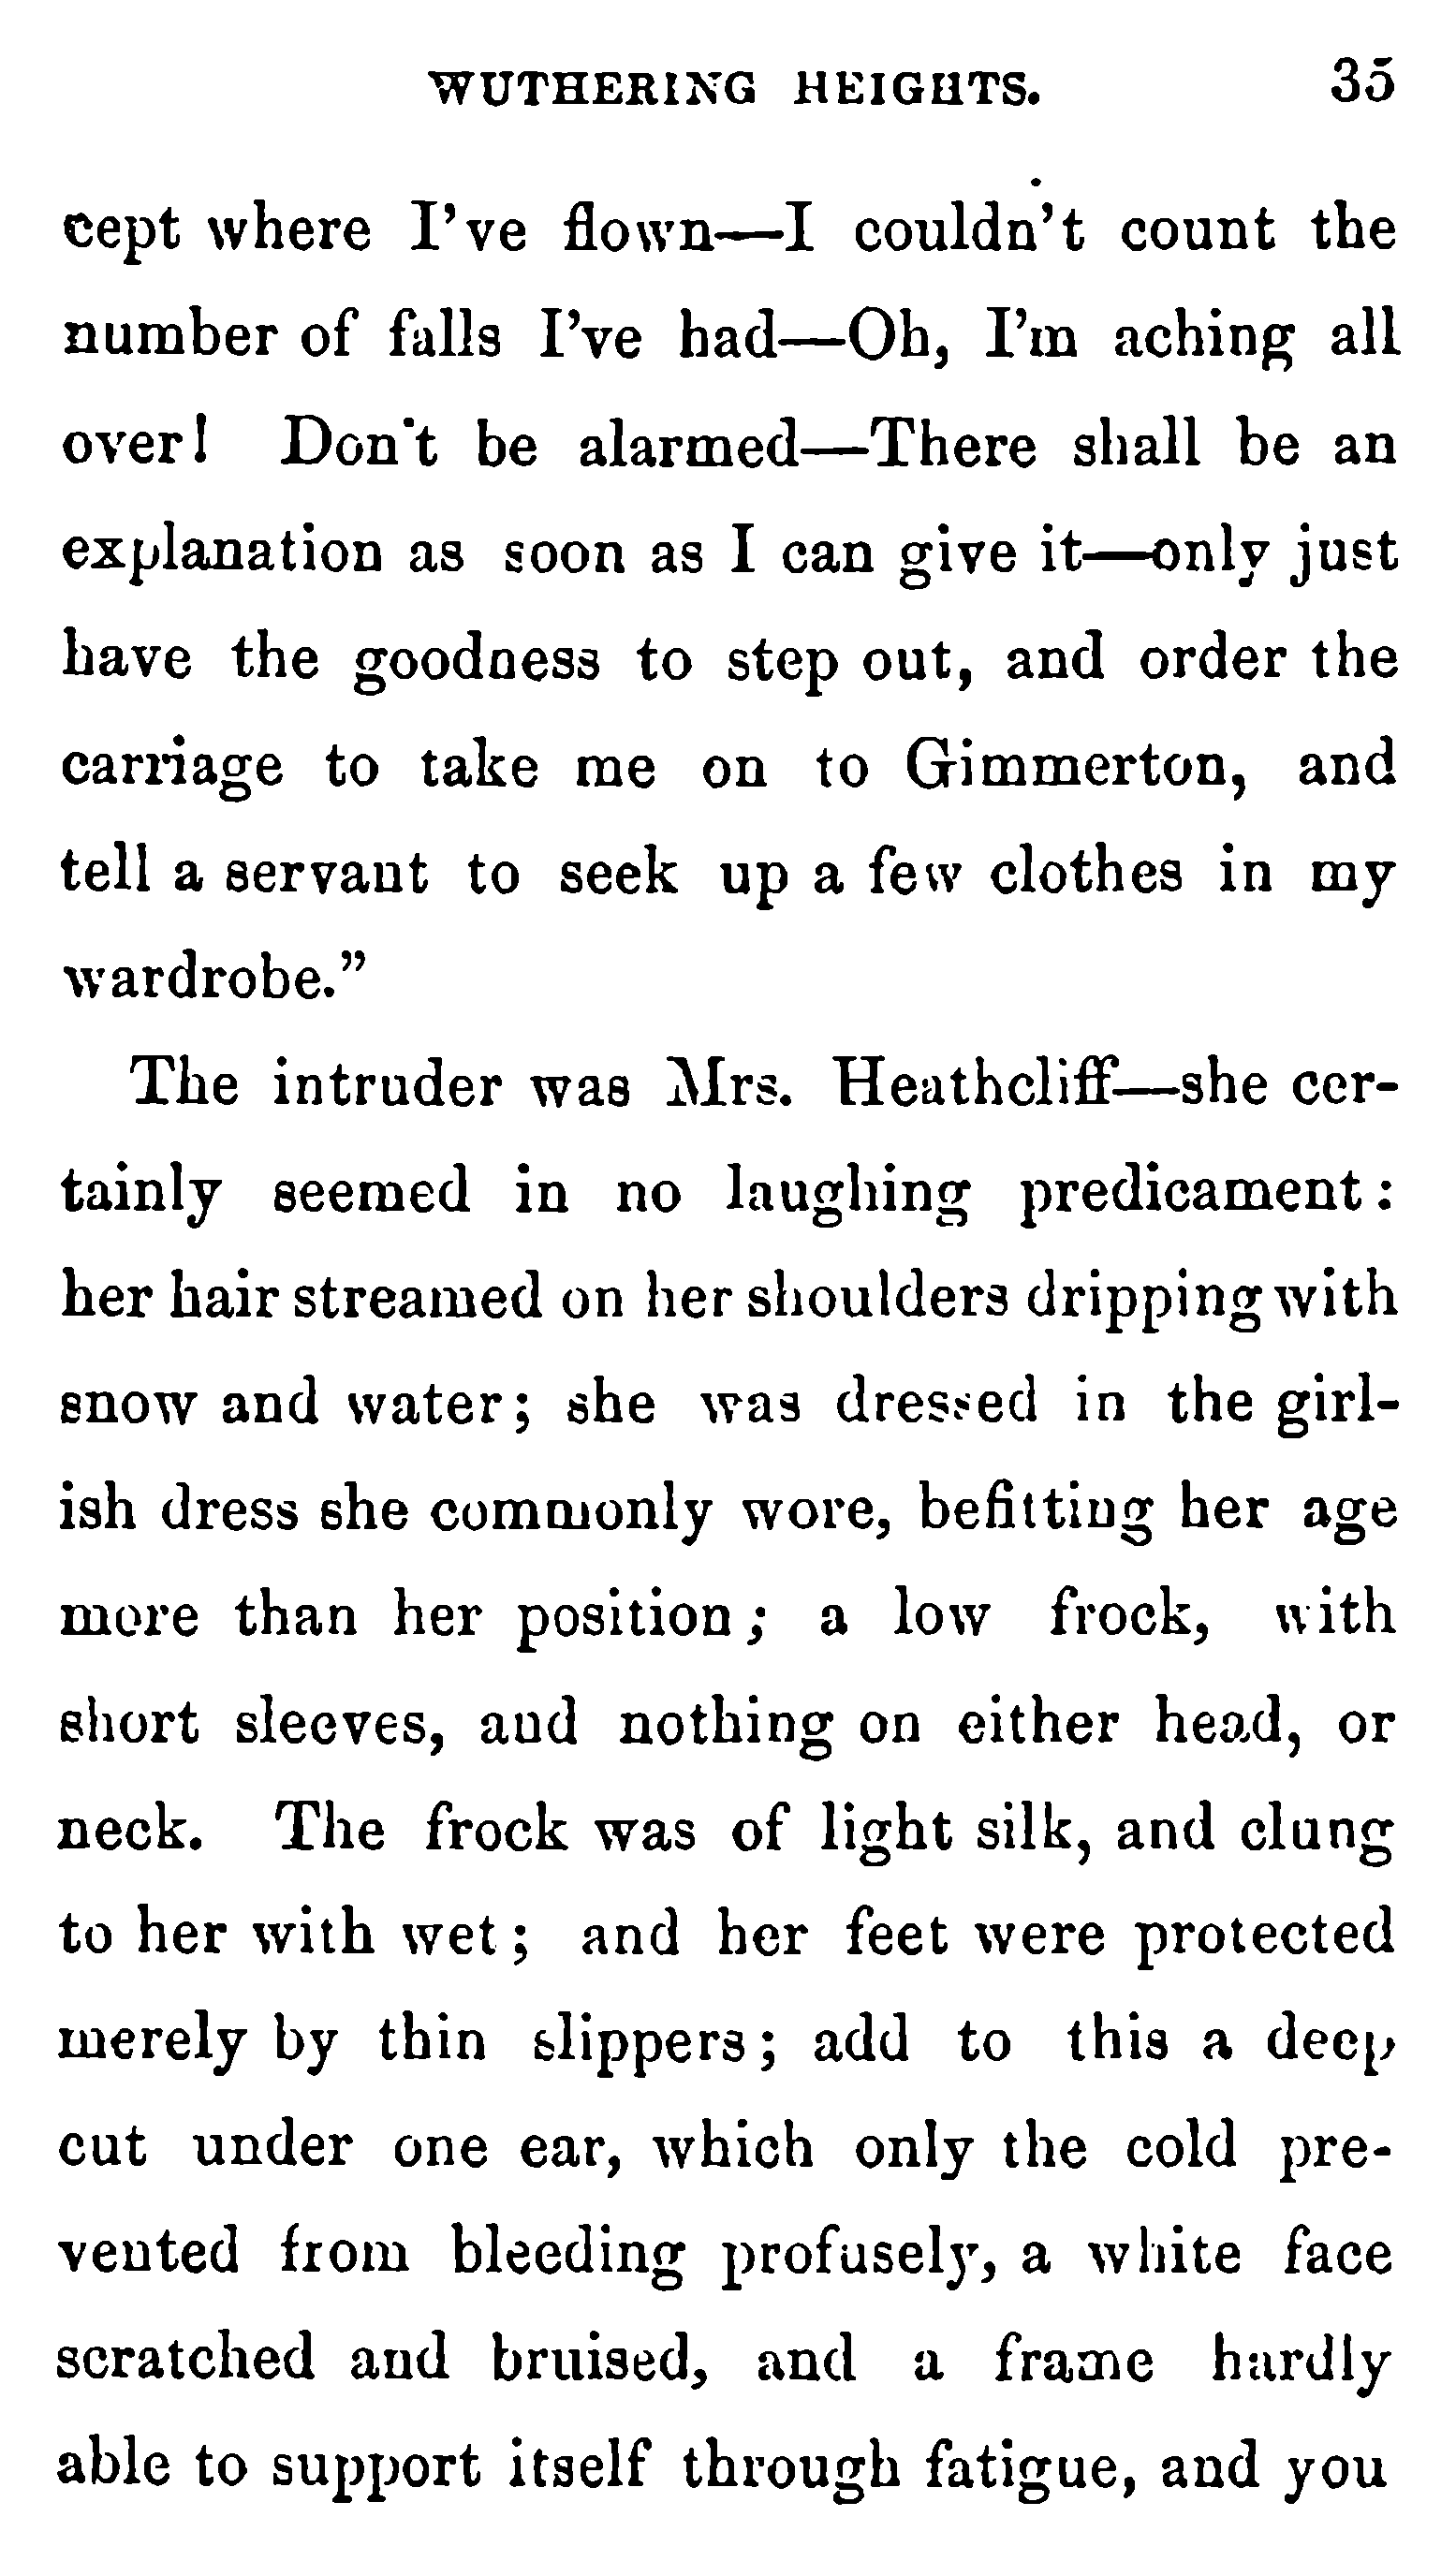 WUTHERING HEIGHTS. 35
cept where I've flown—I couldn't count the
number of falls I've had—Oh, I'm aching all
over! Don't be alarmed—There shall be an
explanation as soon as I can give it—only just
have the goodness to step out, and order the
carriage to take me on to Gimmerton, and
tell a servant to seek up a few clothes in my
wardrobe."
The intruder was Mrs. Heathcliff—she cer-
tainly seemed in no laughing predicament:
her hair streamed on her shoulders dripping with
snow and water; she was dressed in the girl-
ish dress she commonly wore, befitting her age
more than her position; a low frock, with
short sleeves, and nothing on either head, or
neck. The frock was of light silk, and clung
to her with wet; and her feet were protected
merely by thin slippers; add to this a deep
cut under one ear, which only the cold pre-
vented from bleeding profusely, a white face
scratched and bruised, and a frame hardly
able to support itself through fatigue, and you